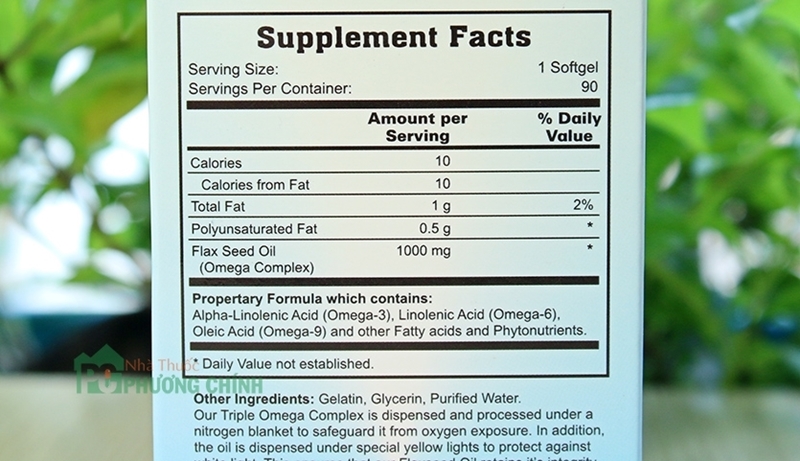 Supplement Facts
Serving Size: 1 Softgel
Servings Per Container: 90
Amount per Serving % Daily Value
Calories 10
Calories from Fat 10
Total Fat 1 g 2%
Polyunsaturated Fat 0.5 g *
Flax Seed Oil 1000 mg *
(Omega Complex)
Propertary Formula which contains:
Alpha-Linolenic Acid (Omega-3), Linolenic Acid (Omega-6),
Oleic Acid (Omega-9) and other Fatty acids and Phytonutrients.
* Daily Value not established.
Nhà Thuốc
PHƯƠNG CHÍNH
Other Ingredients: Gelatin, Glycerin, Purified Water.
Our Triple Omega Complex is dispensed and processed under a
nitrogen blanket to safeguard it from oxygen exposure. In addition,
the oil is dispensed under special yellow lights to protect against